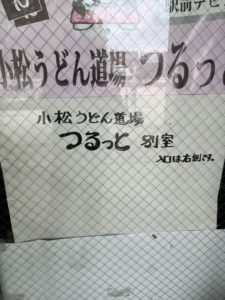 駅前デビ
小松うどん道場 つるっと
小松うどん道場
つるっと 別室
入口は右側です。